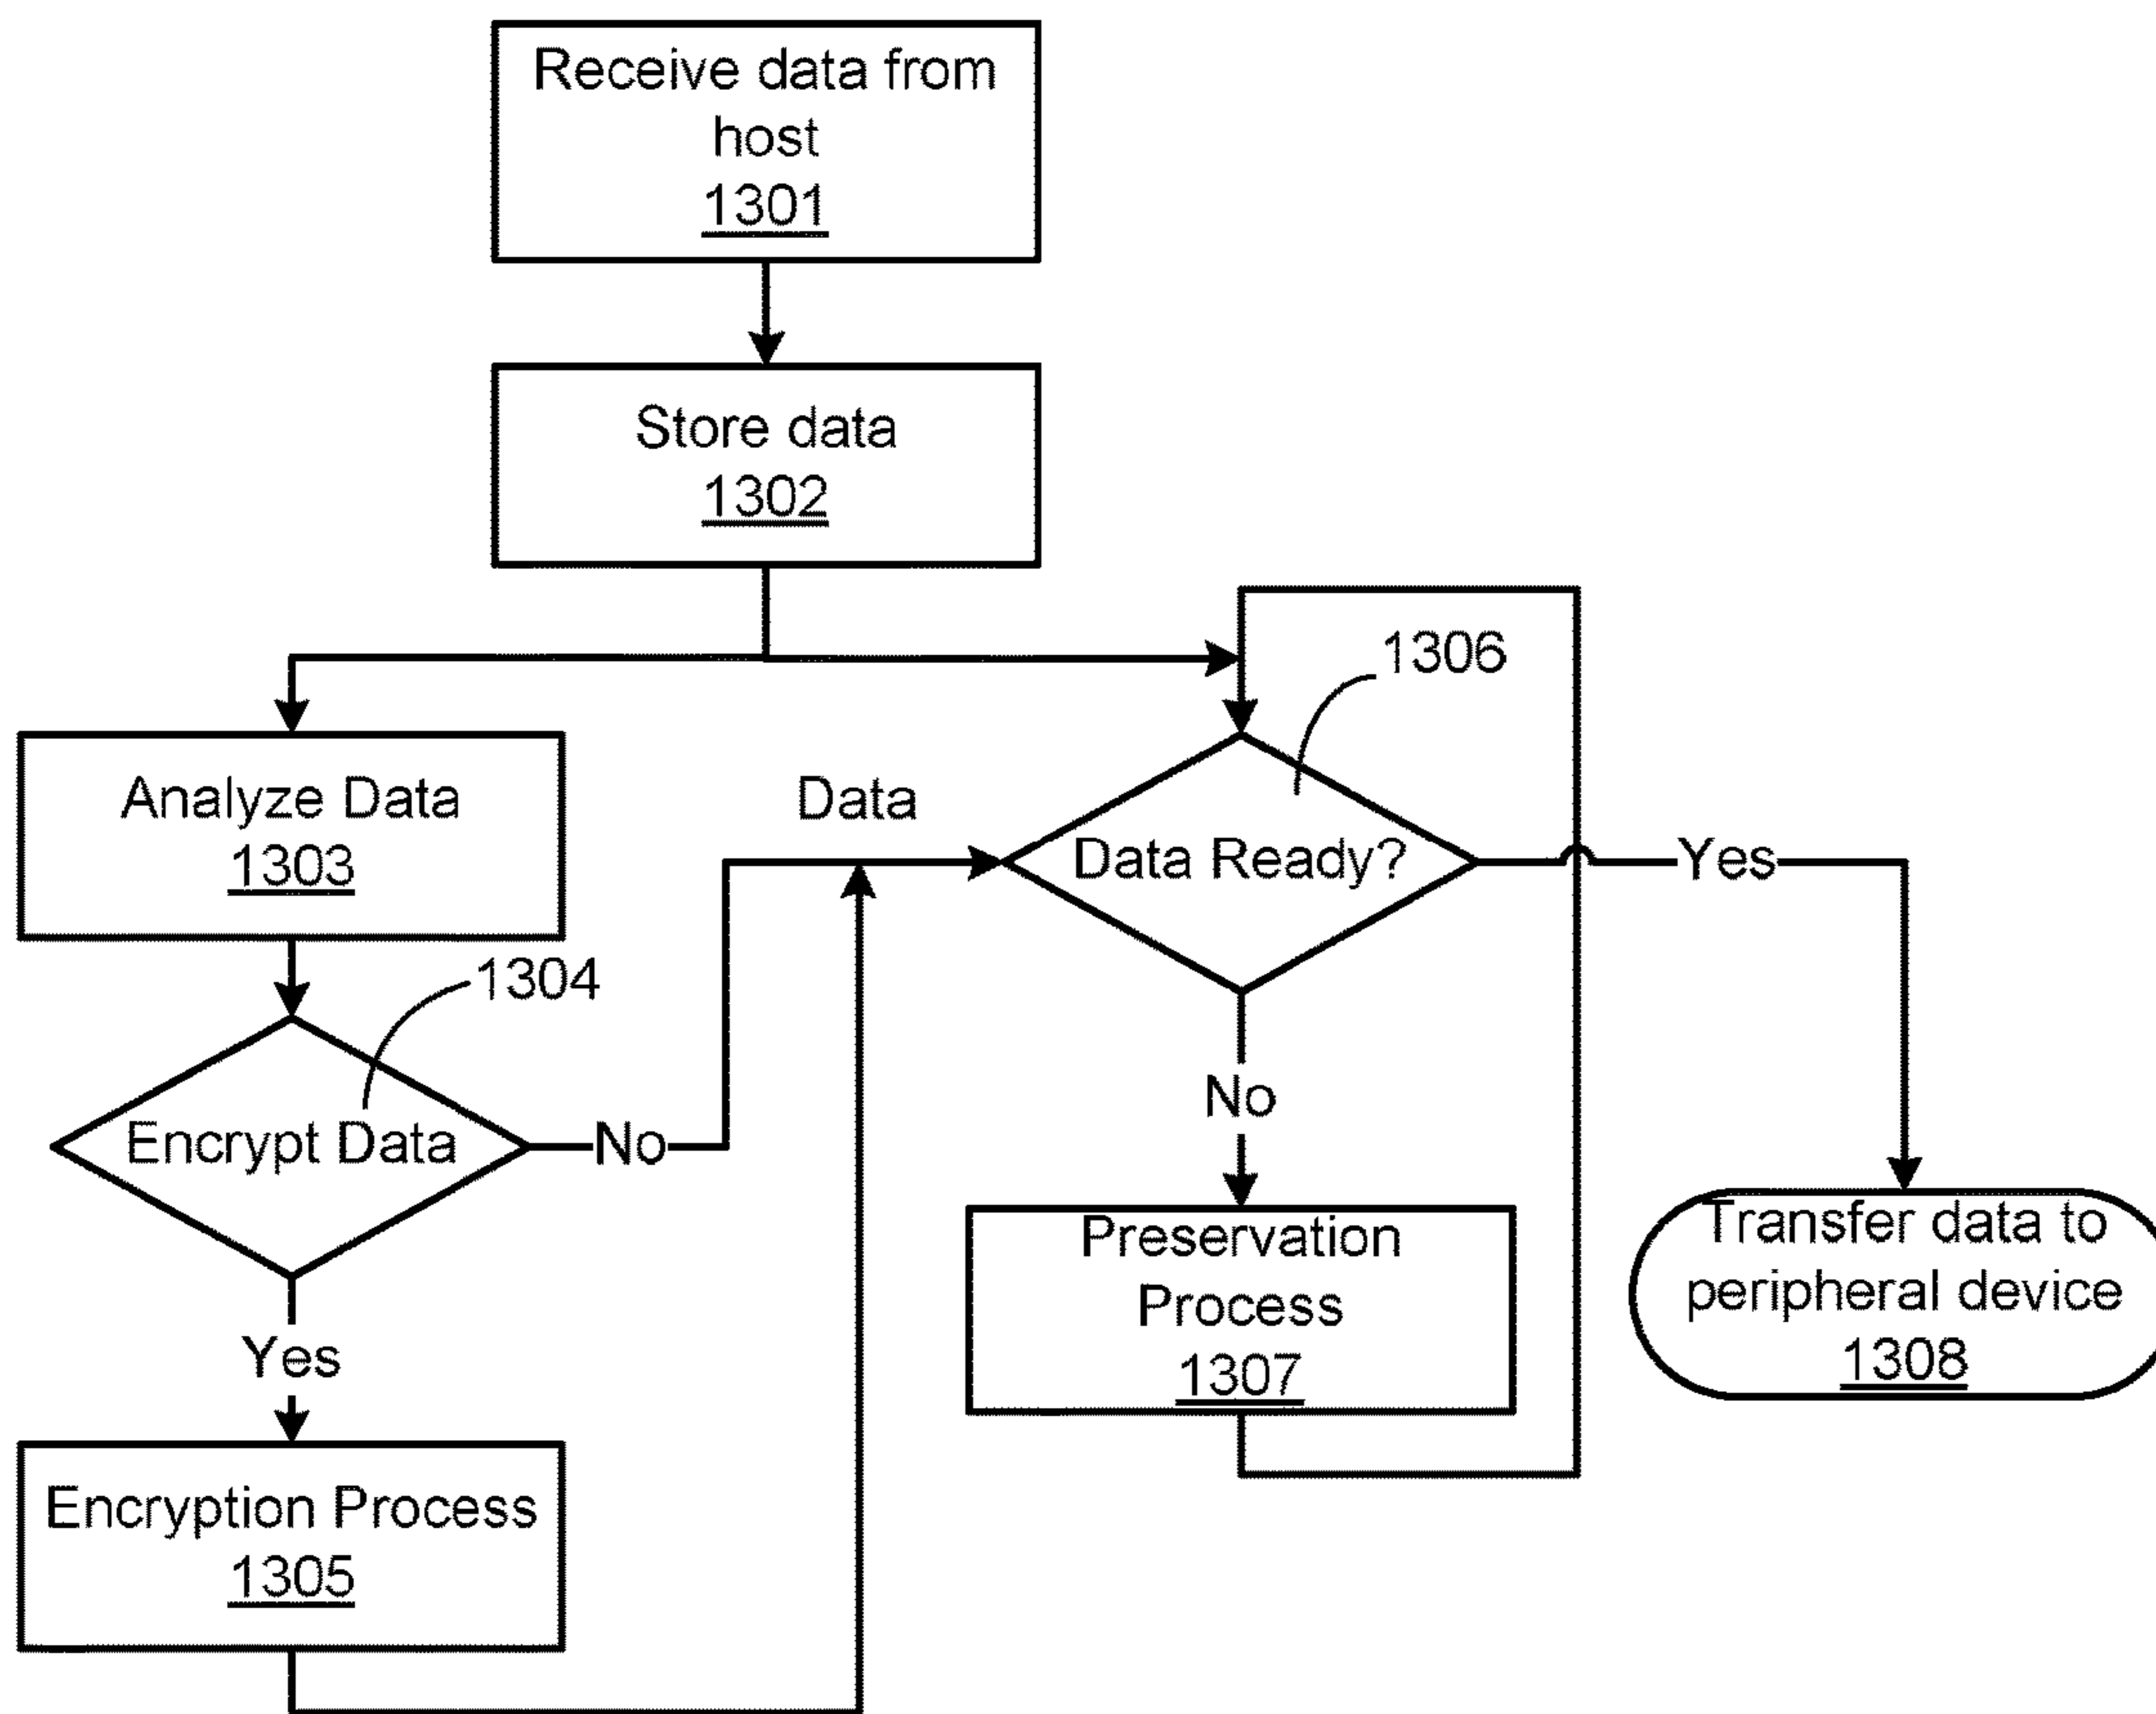 Receive data from
host
1301
Store data
1302
1306
Analyze Data
1303
Data
Data Ready?
Yes
1304
Encrypt Data
No
No
Yes
Preservation
Process
1307
Transfer data to
peripheral device
1308
Encryption Process
1305